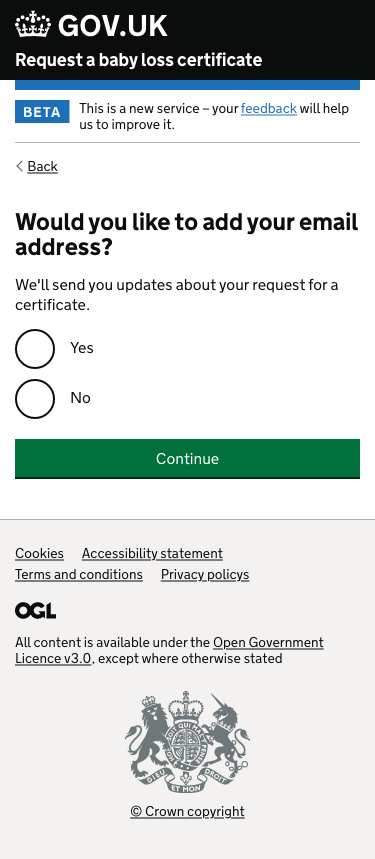 GOV.UK
Request a baby loss certificate
BETA
This is a new service – your feedback will help
us to improve it.
Back
Would you like to add your email
address?
We'll send you updates about your request for a
certificate.
Yes
No
Continue
Cookies Accessibility statement
Terms and conditions Privacy policys
OGL
All content is available under the Open Government
Licence v3.0, except where otherwise stated
DIEU ET MON DROIT
© Crown copyright